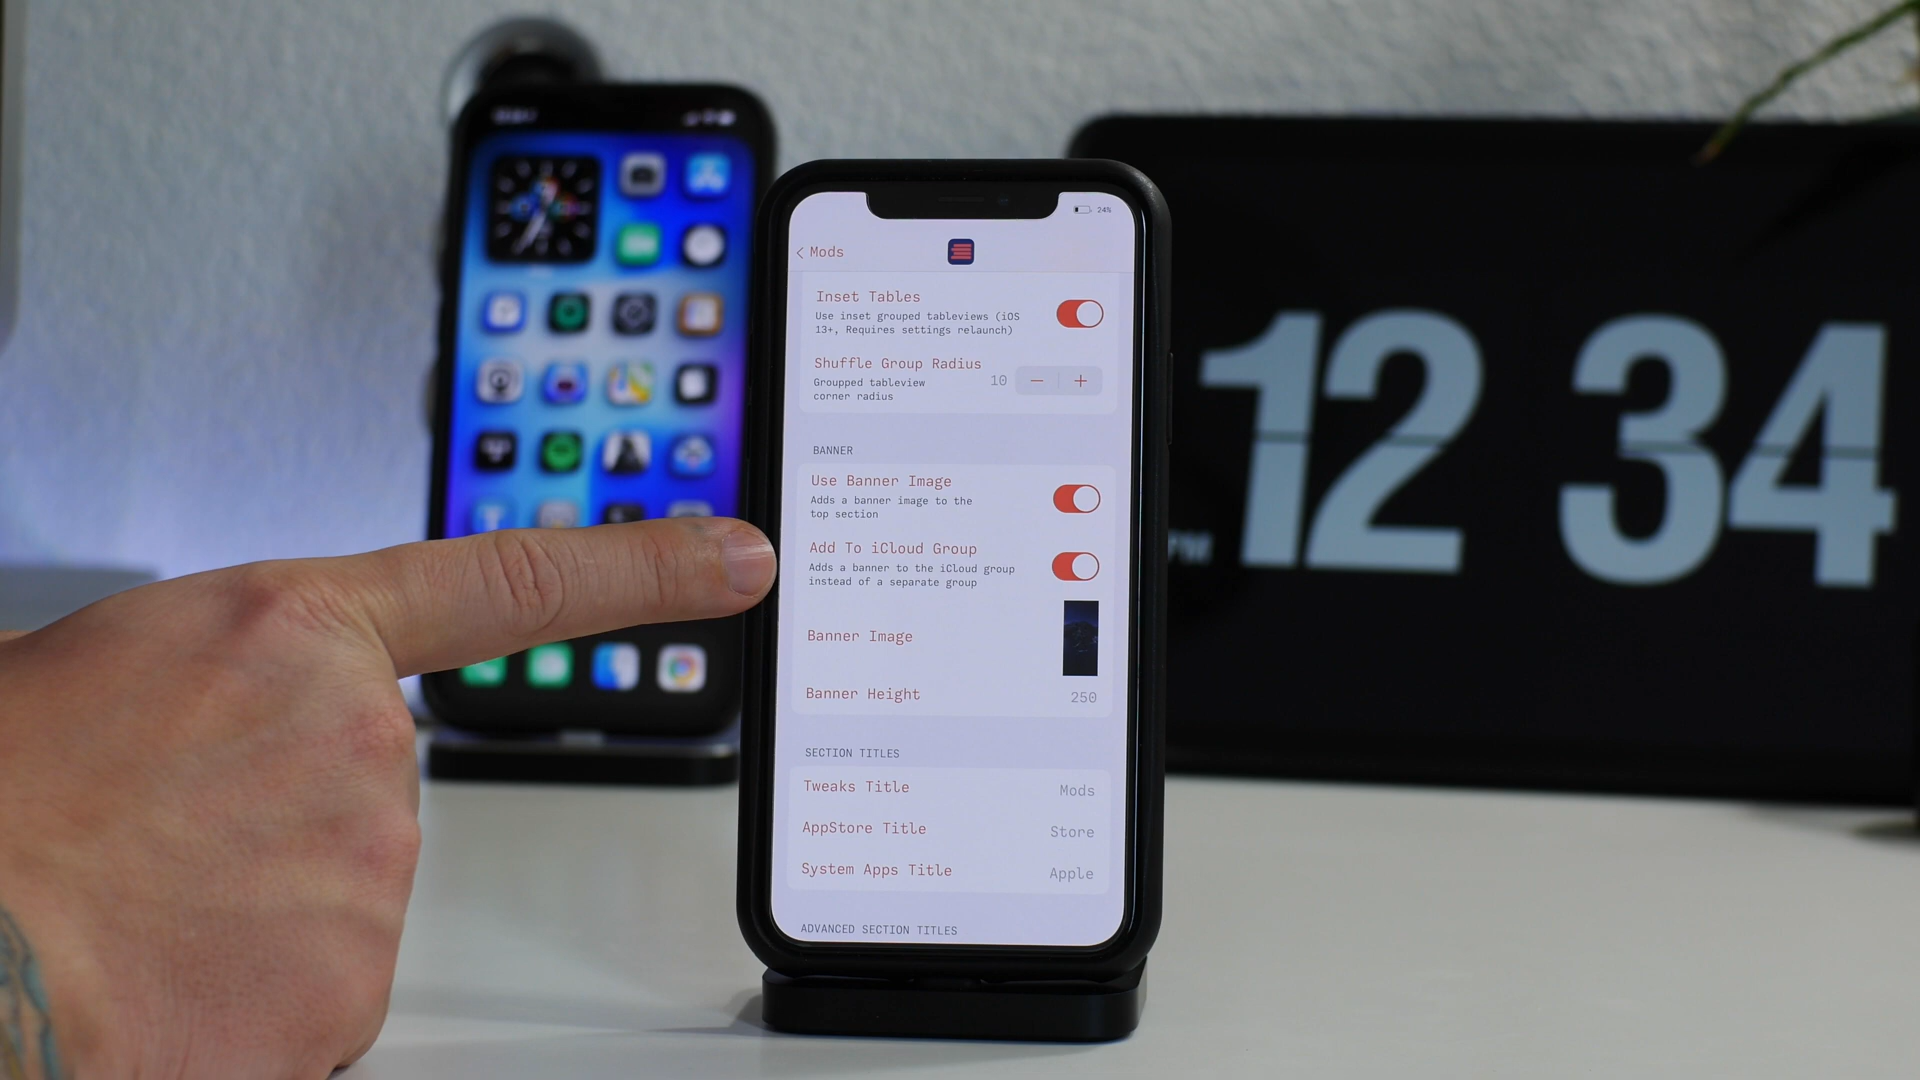 24%
Mods
Inset Tables
Use inset grouped tableviews (iOS
13+, Requires settings relaunch)
Shuffle Group Radius
Groupped tableview
corner radius
10
BANNER
Use Banner Image
Adds a banner image to the
top section
Add To iCloud Group
Adds a banner to the iCloud group
instead of a separate group
Banner Image
Banner Height
250
SECTION TITLES
Tweaks Title
Mods
AppStore Title
Store
System Apps Title
Apple
ADVANCED SECTION TITLES
PM
12 34